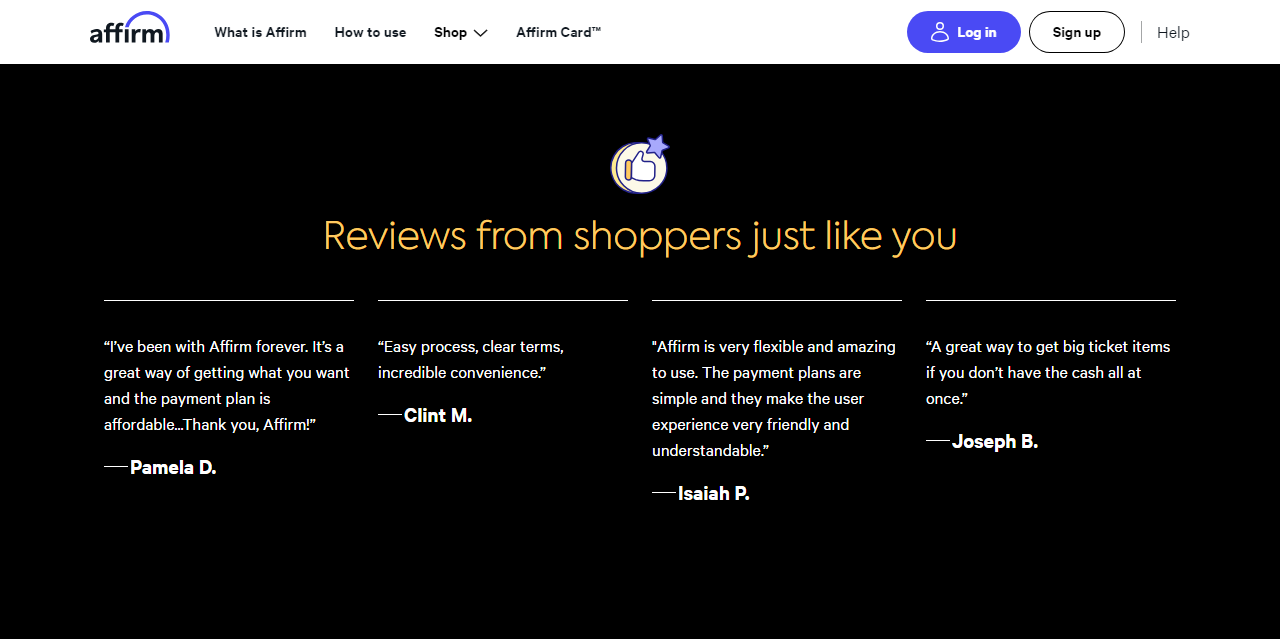 affirm
What is Affirm
How to use
Shop
Affirm Card™
Log in
Sign up
Help
Reviews from shoppers just like you
“I’ve been with Affirm forever. It’s a
great way of getting what you want
and the payment plan is
affordable...Thank you, Affirm!”
Pamela D.
“Easy process, clear terms,
incredible convenience.”
Clint M.
"Affirm is very flexible and amazing
to use. The payment plans are
simple and they make the user
experience very friendly and
understandable.”
Isaiah P.
“A great way to get big ticket items
if you don’t have the cash all at
once.”
Joseph B.